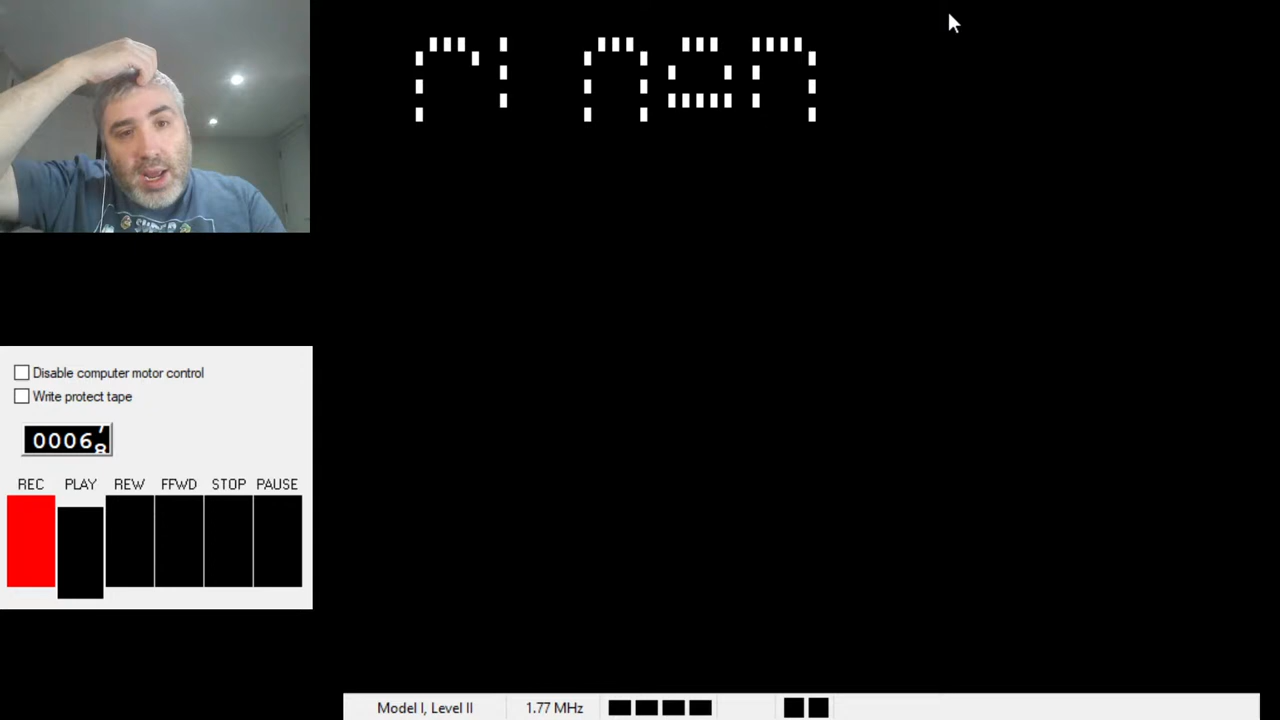 Disable computer motor control
Write protect tape
0006
REC PLAY REW FFWD STOP PAUSE
Model I, Level II 1.77 MHz